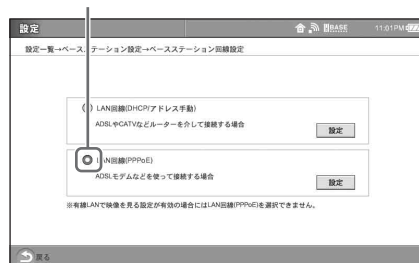 設定
BASE
11:01PM
設定一覧→ベースステーション設定→ベースステーション回線設定
LAN回線(DHCP/アドレス手動)
ADSLやCATVなどルーターを介して接続する場合
設定
LAN回線(PPPoE)
ADSLモデムなどを使って接続する場合
設定
※有線LANで映像を見る設定が有効の場合にはLAN回線(PPPoE)を選択できません。
戻る